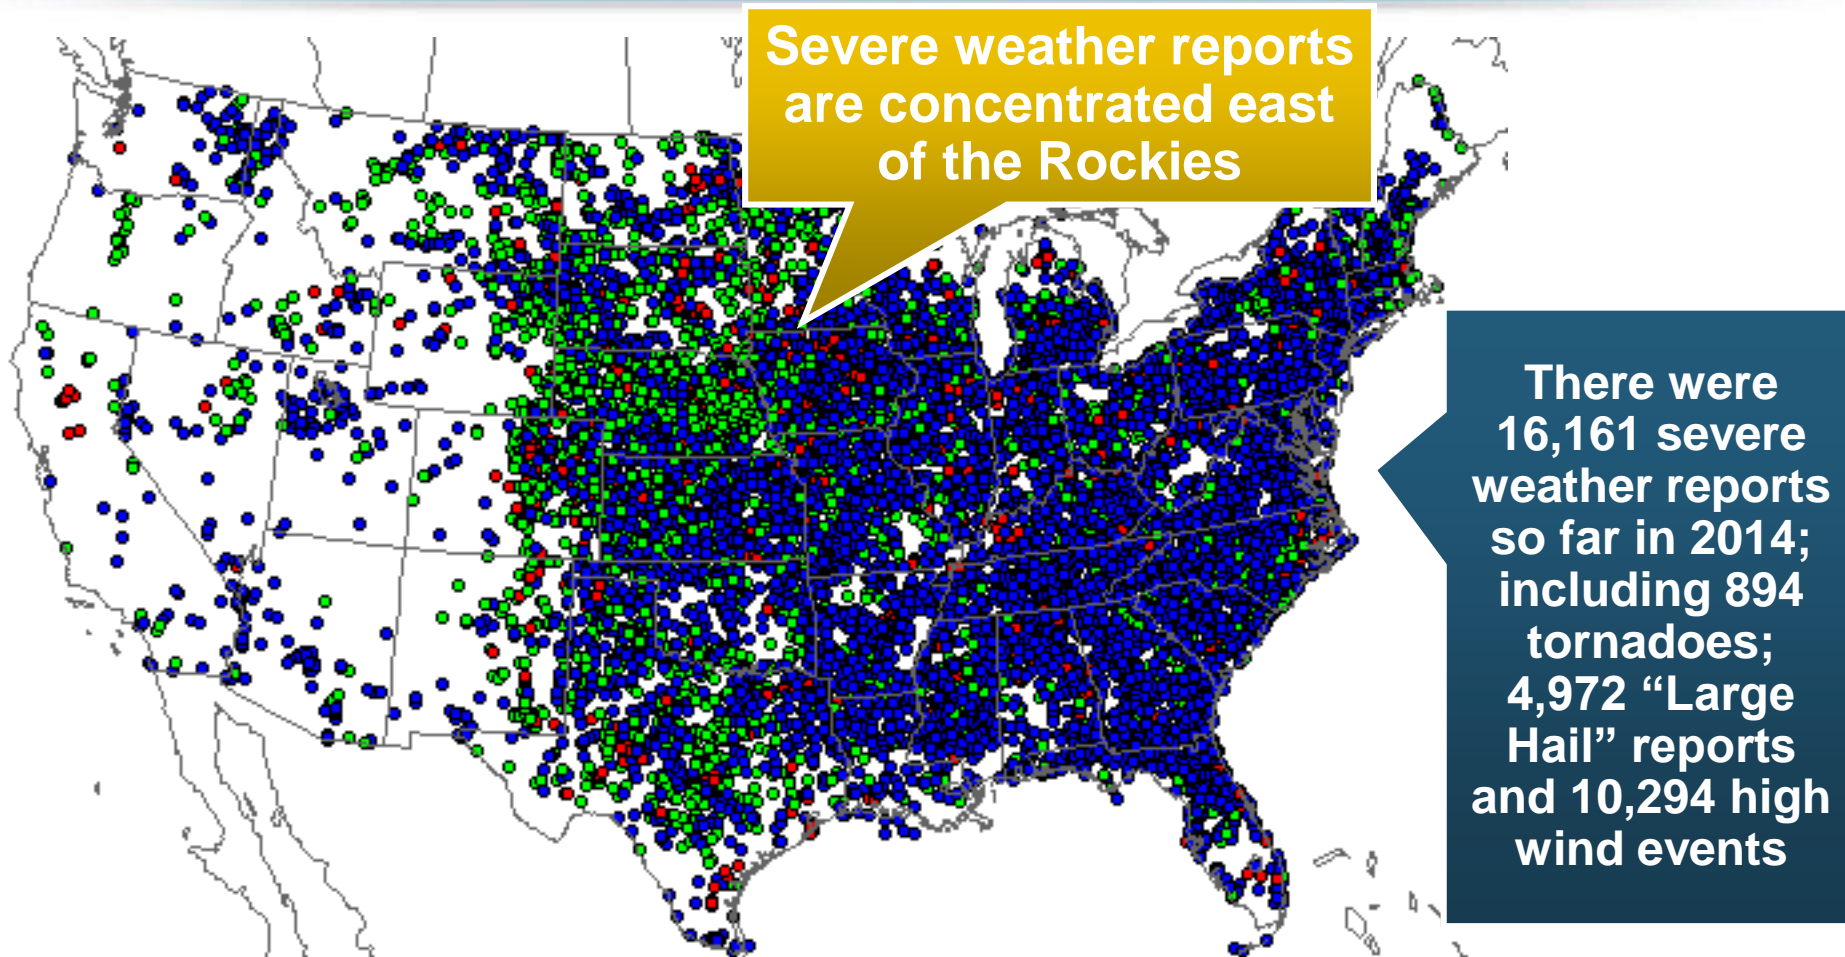 Severe weather reports
are concentrated east
of the Rockies
There were
16,161 severe
weather reports
so far in 2014;
including 894
tornadoes;
4,972 “Large
Hail” reports
and 10,294 high
wind events